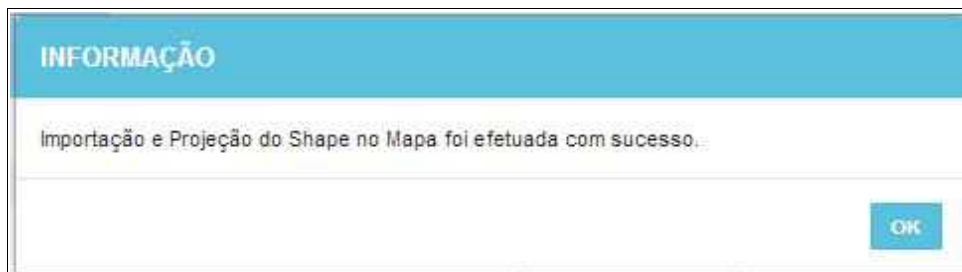 INFORMAÇÃO
Importação e Projeção do Shape no Mapa foi efetuada com sucesso.
OK